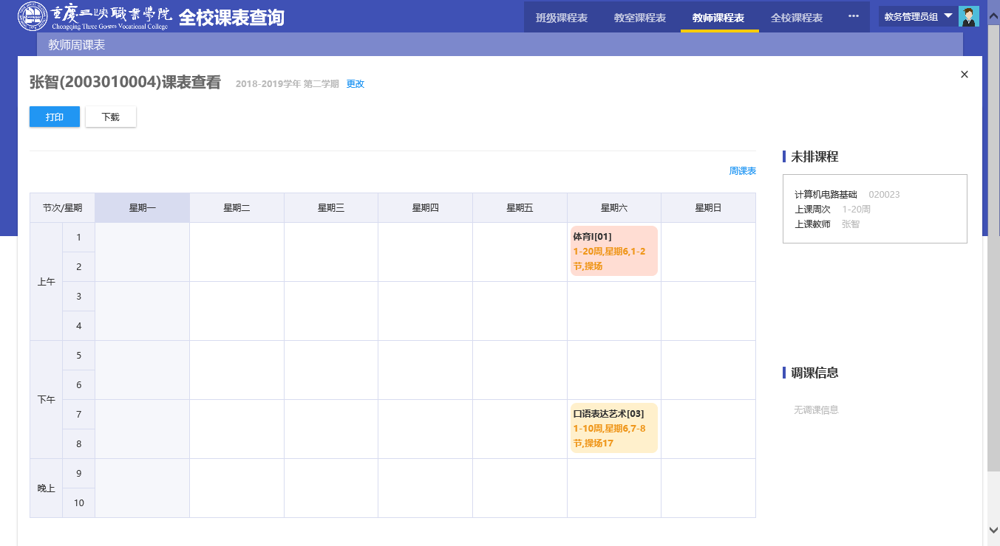 重庆三峡職業學院
Chongqing Three Gorges Vocational College
全校课表查询
班级课程表 教室课程表 教师课程表 全校课程表 ··· 教务管理员组
教师周课表
张智(2003010004)课表查看 2018-2019学年 第二学期 更改
打印 下载
周课表
节次/星期 星期一 星期二 星期三 星期四 星期五 星期六 星期日
上午
1
2
3
4
体育I[01]
1-20周,星期6,1-2
节,操场
下午
5
6
7
8
口语表达艺术[03]
1-10周,星期6,7-8
节,操场17
晚上
9
10
未排课程
计算机电路基础 020023
上课周次 1-20周
上课教师 张智
调课信息
无调课信息